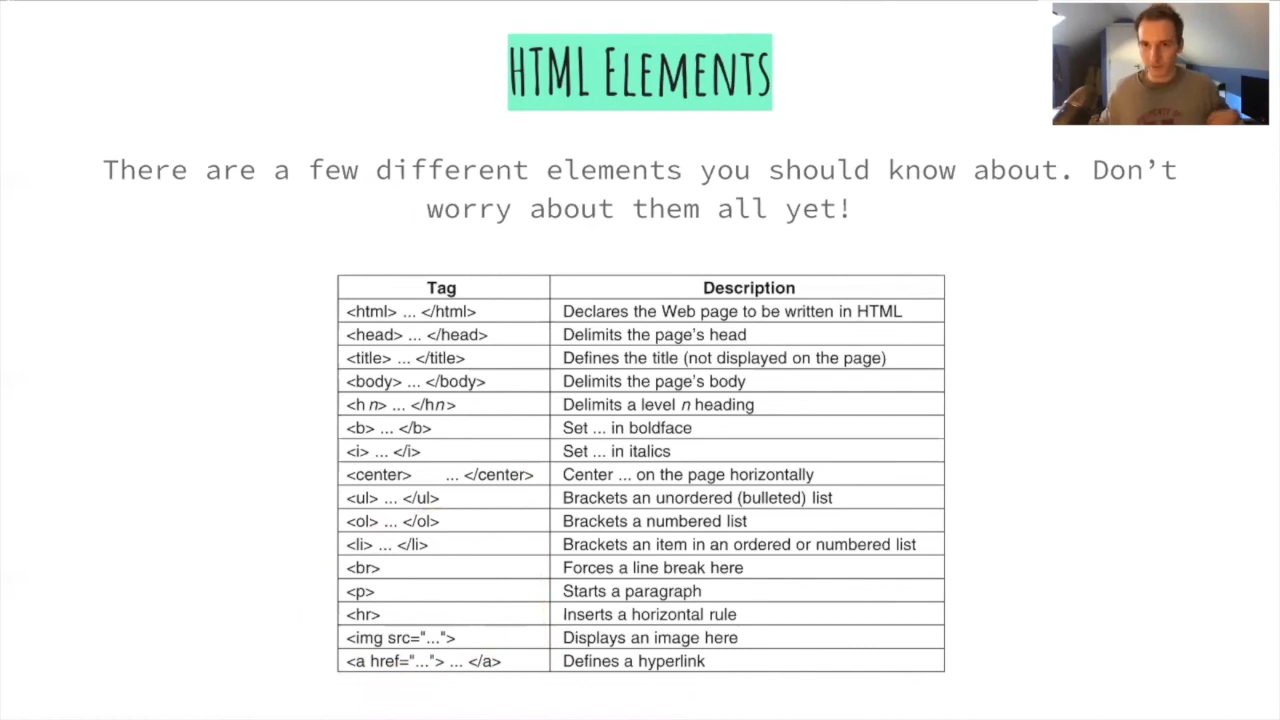 HTML ELEMENTS
There are a few different elements you should know about. Don't
worry about them all yet!
Tag Description
<html> ... </html> Declares the Web page to be written in HTML
<head> ... </head> Delimits the page's head
<title> ... </title> Defines the title (not displayed on the page)
<body> ... </body> Delimits the page's body
<h n> ... </hn> Delimits a level n heading
<b> ... </b> Set ... in boldface
<i> ... </i> Set ... in italics
<center> ... </center> Center ... on the page horizontally
<ul> ... </ul> Brackets an unordered (bulleted) list
<ol> ... </ol> Brackets a numbered list
<li> ... </li> Brackets an item in an ordered or numbered list
<br> Forces a line break here
<p> Starts a paragraph
<hr> Inserts a horizontal rule
<img src="..."> Displays an image here
<a href="..."> ... </a> Defines a hyperlink